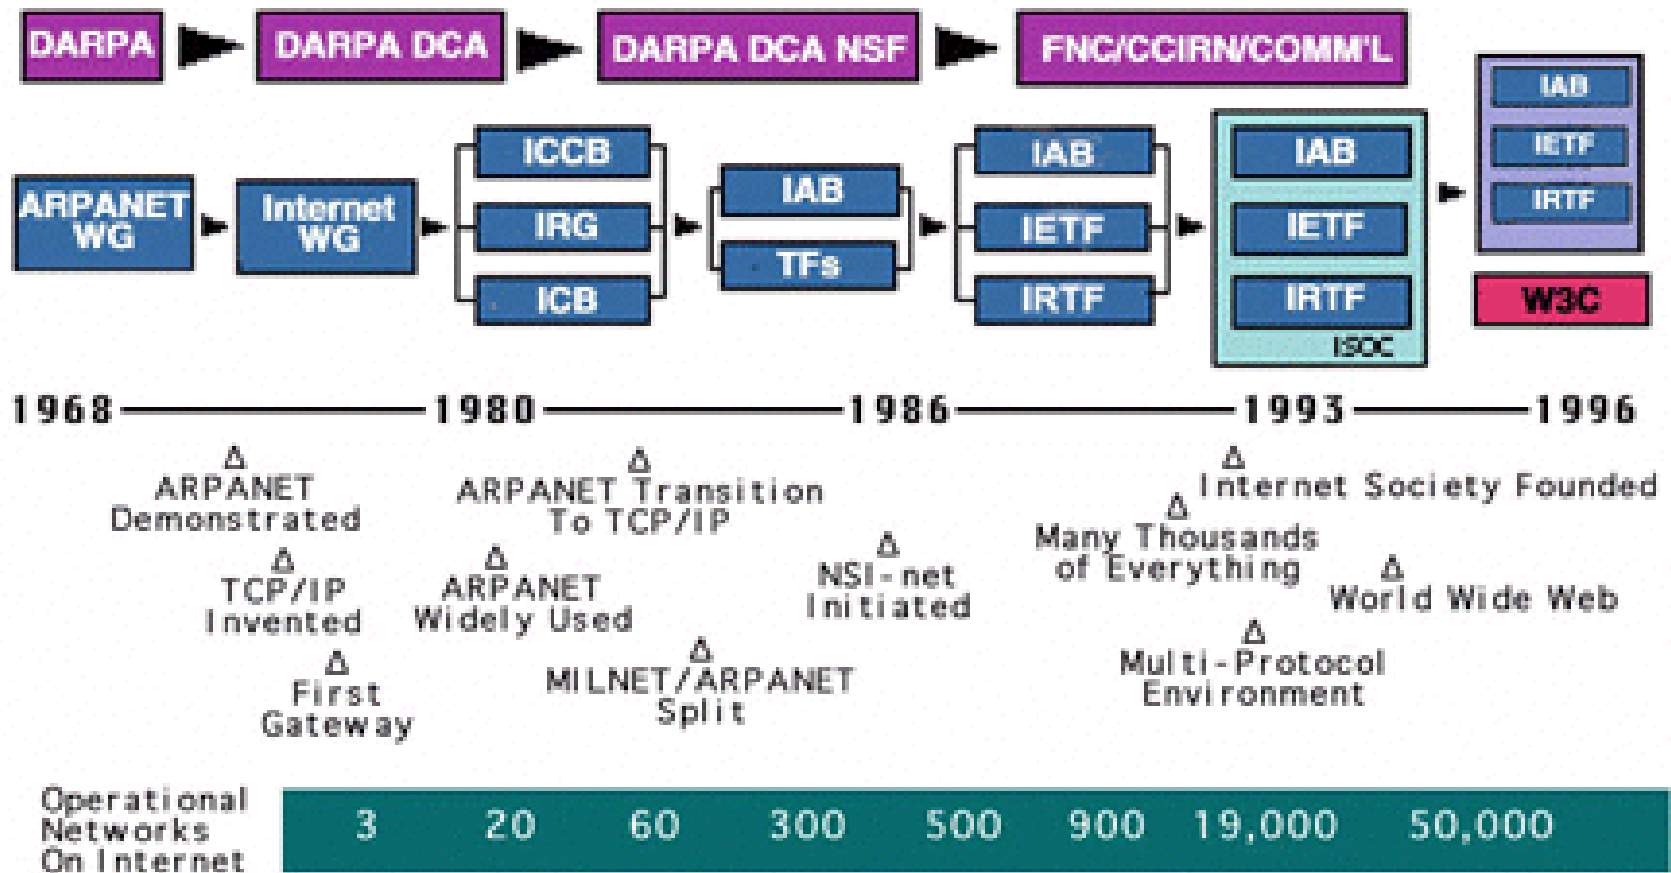 DARPA
DARPA DCA
DARPA DCA NSF
FNC/CCIRN/COMM'L
ARPANET
WG
Internet
WG
ICCB
IRG
ICB
IAB
TFs
IAB
IETF
IRTF
IAB
IETF
IRTF
ISOC
IAB
IETF
IRTF
W3C
1968
1980
1986
1993
1996
Δ
ARPANET
Demonstrated
Δ
TCP/IP
Invented
Δ
First
Gateway
Δ
ARPANET Transition
To TCP/IP
Δ
ARPANET
Widely Used
Δ
MILNET/ARPANET
Split
Δ
NSI-net
Initiated
Δ
Internet Society Founded
Δ
Many Thousands
of Everything
Δ
World Wide Web
Δ
Multi-Protocol
Environment
Operational
Networks
On Internet
3
20
60
300
500
900
19,000
50,000